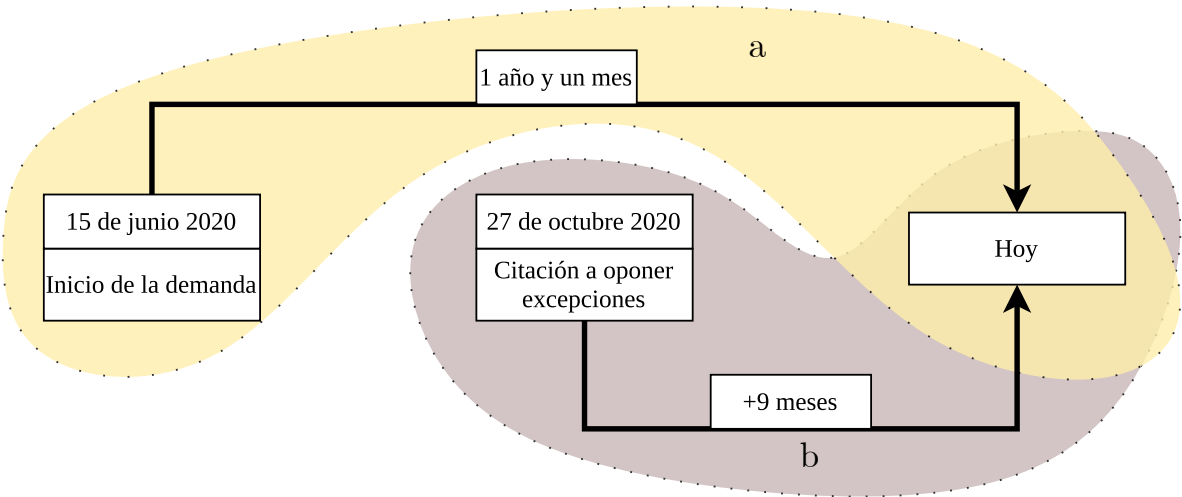 a
1 año y un mes
15 de junio 2020
Inicio de la demanda
27 de octubre 2020
Citación a oponer
excepciones
Hoy
+9 meses
b